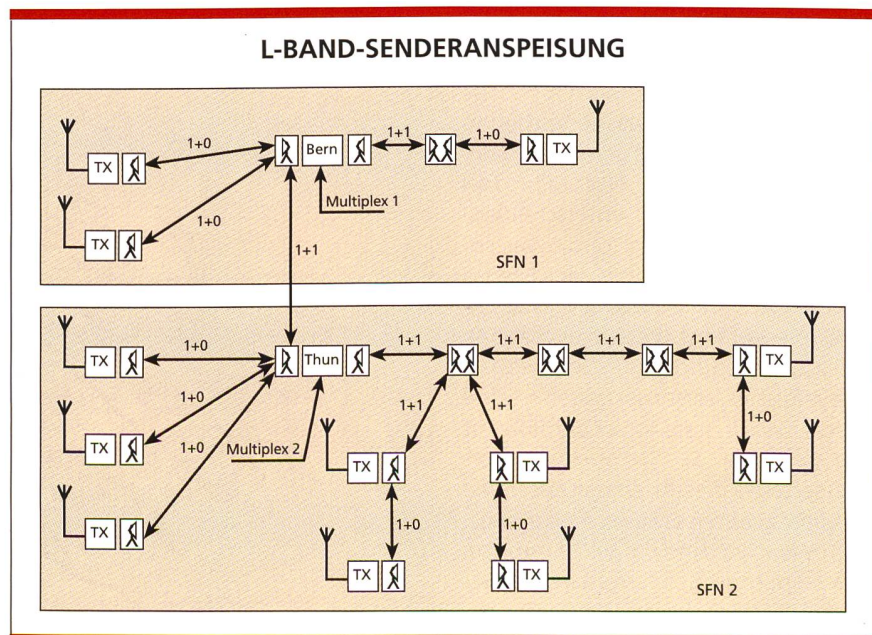 L-BAND-SENDERANSPEISUNG
1+0
1+1
1+0
TX
Bern
TX
1+0
Multiplex 1
TX
1+1
SFN 1
1+0
1+1
1+1
1+1
1+1
TX
Thun
TX
1+0
1+1
1+1
1+0
TX
1+0
Multiplex 2
TX
TX
TX
1+0
1+0
TX
TX
TX
SFN 2